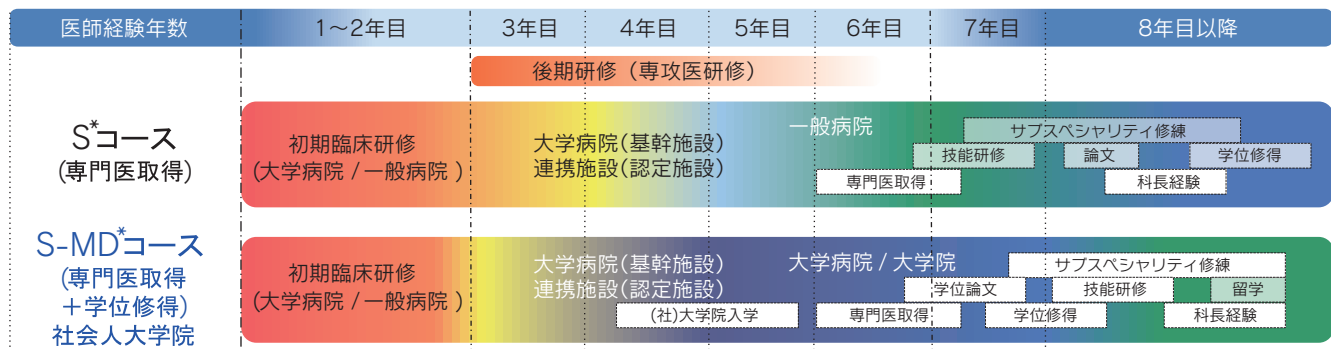 医師経験年数
1～2年目
3年目
4年目
5年目
6年目
7年目
8年目以降
後期研修（専攻医研修）
S*コース
(専門医取得)
初期臨床研修
(大学病院 / 一般病院 )
大学病院(基幹施設)
連携施設(認定施設)
一般病院
サブスペシャリティ修練
技能研修
論文
学位修得
専門医取得
科長経験
S-MD*コース
(専門医取得
＋学位修得)
社会人大学院
初期臨床研修
(大学病院 / 一般病院 )
大学病院(基幹施設)
連携施設(認定施設)
大学病院 / 大学院
サブスペシャリティ修練
学位論文
技能研修
留学
(社)大学院入学
専門医取得
学位修得
科長経験